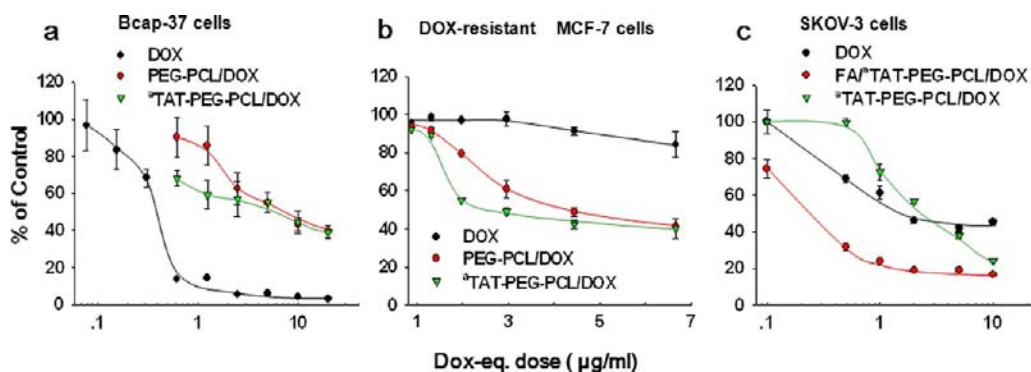 a
Bcap-37 cells
DOX
PEG-PCL/DOX
ªTAT-PEG-PCL/DOX
% of Control
120
100
80
60
40
20
0
.1
1
10
b
DOX-resistant MCF-7 cells
120
100
80
60
40
20
0
DOX
PEG-PCL/DOX
ªTAT-PEG-PCL/DOX
1
3
5
7
Dox-eq. dose ( µg/ml)
c
SKOV-3 cells
DOX
FA/ªTAT-PEG-PCL/DOX
ªTAT-PEG-PCL/DOX
120
100
80
60
40
20
0
.1
1
10